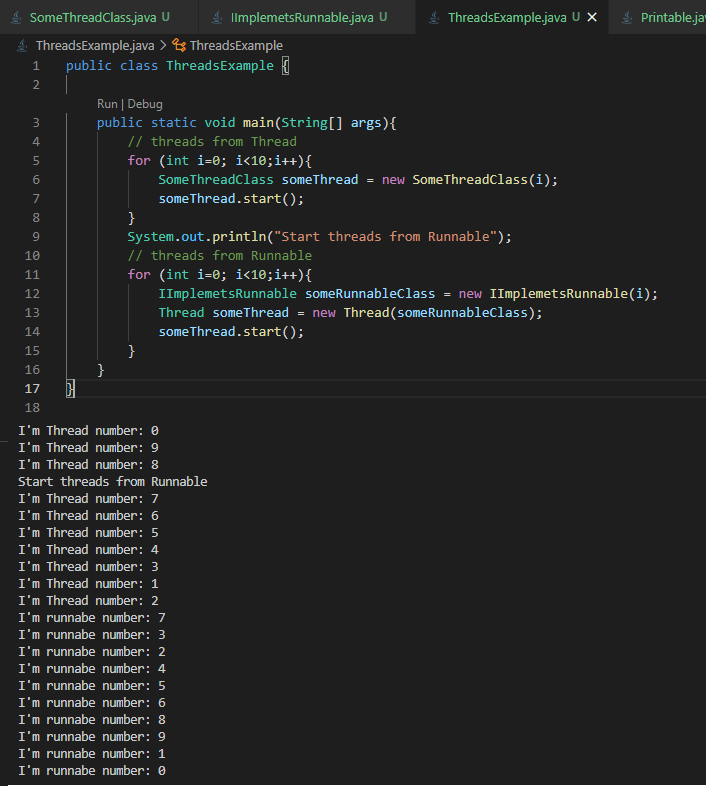 SomeThreadClass.java U IImplemetsRunnable.java U ThreadsExample.java U × Printable.ja
ThreadsExample.java > ThreadsExample
1 public class ThreadsExample {
2
Run | Debug
3 public static void main(String[] args){
4 // threads from Thread
5 for (int i=0; i<10;i++){
6 SomeThreadClass someThread = new SomeThreadClass(i);
7 someThread.start();
8 }
9 System.out.println("Start threads from Runnable");
10 // threads from Runnable
11 for (int i=0; i<10;i++){
12 IImplemetsRunnable someRunnableClass = new IImplemetsRunnable(i);
13 Thread someThread = new Thread(someRunnableClass);
14 someThread.start();
15 }
16 }
17 }
18
I'm Thread number: 0
I'm Thread number: 9
I'm Thread number: 8
Start threads from Runnable
I'm Thread number: 7
I'm Thread number: 6
I'm Thread number: 5
I'm Thread number: 4
I'm Thread number: 3
I'm Thread number: 1
I'm Thread number: 2
I'm runnabe number: 7
I'm runnabe number: 3
I'm runnabe number: 2
I'm runnabe number: 4
I'm runnabe number: 5
I'm runnabe number: 6
I'm runnabe number: 8
I'm runnabe number: 9
I'm runnabe number: 1
I'm runnabe number: 0